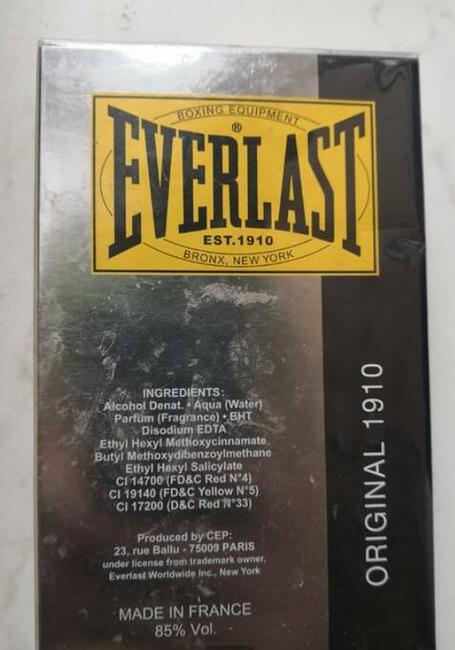 BOXING EQUIPMENT
®
EVERLAST
EST.1910
BRONX, NEW YORK
INGREDIENTS:
Alcohol Denat. • Aqua (Water)
Parfum (Fragrance) • BHT
Disodium EDTA
Ethyl Hexyl Methoxycinnamate
Butyl Methoxydibenzoylmethane
Ethyl Hexyl Salicylate
CI 14700 (FD&C Red N°4)
CI 19140 (FD&C Yellow N°5)
CI 17200 (D&C Red N°33)
Produced by CEP:
23, rue Ballu - 75009 PARIS
under license from trademark owner,
Everlast Worldwide Inc., New York
MADE IN FRANCE
85% Vol.
ORIGINAL 1910